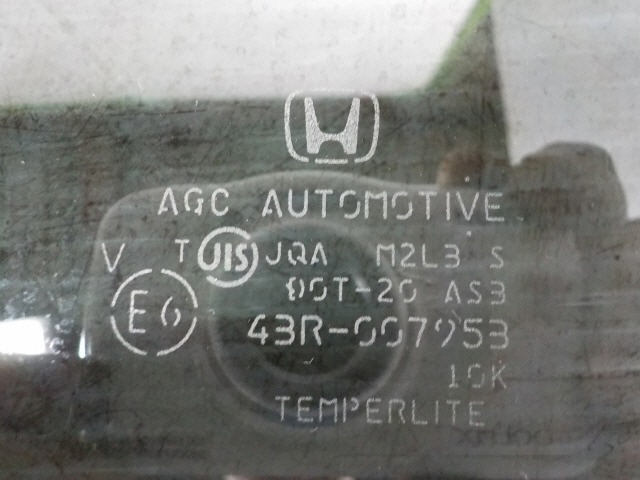 AGC AUTOMOTIVE
V T JIS JQA M2L3 S
DOT-20 AS3
E6 43R-007953
10K
TEMPERLITE